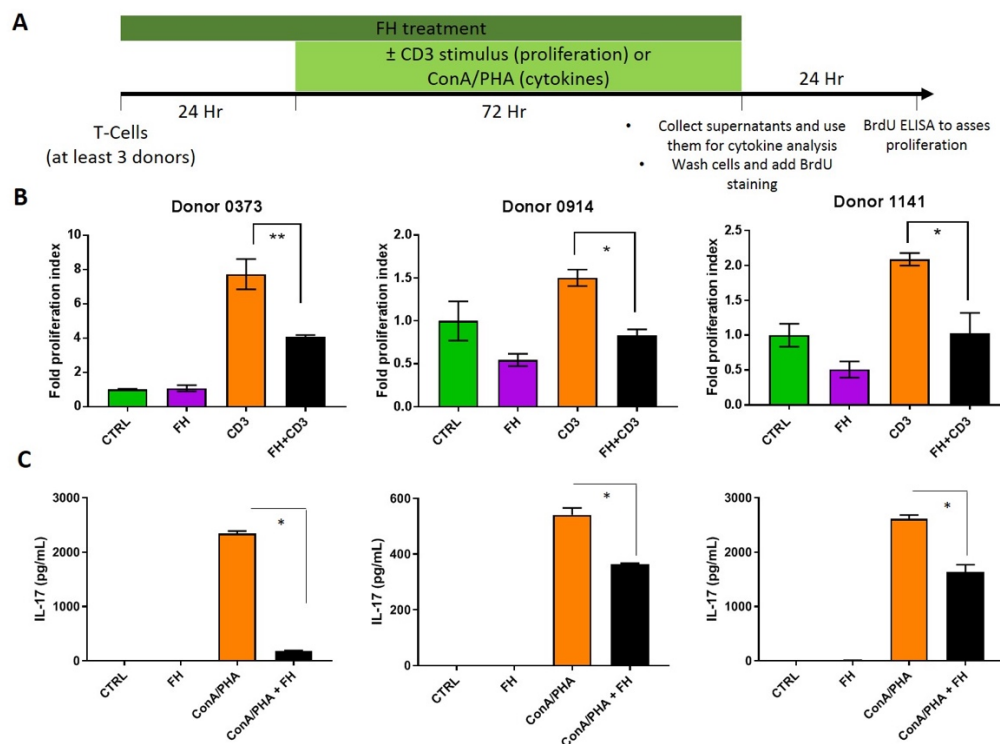 A
FH treatment
± CD3 stimulus (proliferation) or
ConA/PHA (cytokines)
24 Hr
72 Hr
24 Hr
T-Cells
(at least 3 donors)
• Collect supernatants and use
them for cytokine analysis
• Wash cells and add BrdU
staining
BrdU ELISA to asses
proliferation
B
Donor 0373
Fold proliferation index
10
8
6
4
2
0
**
CTRL
FH
CD3
FH+CD3
Donor 0914
Fold proliferation index
2.0
1.5
1.0
0.5
0.0
*
CTRL
FH
CD3
FH+CD3
Donor 1141
Fold proliferation index
2.5
2.0
1.5
1.0
0.5
0.0
*
CTRL
FH
CD3
FH+CD3
C
IL-17 (pg/mL)
3000
2000
1000
0
*
CTRL
FH
ConA/PHA
ConA/PHA + FH
IL-17 (pg/mL)
600
400
200
0
*
CTRL
FH
ConA/PHA
ConA/PHA + FH
IL-17 (pg/mL)
3000
2000
1000
0
*
CTRL
FH
ConA/PHA
ConA/PHA + FH